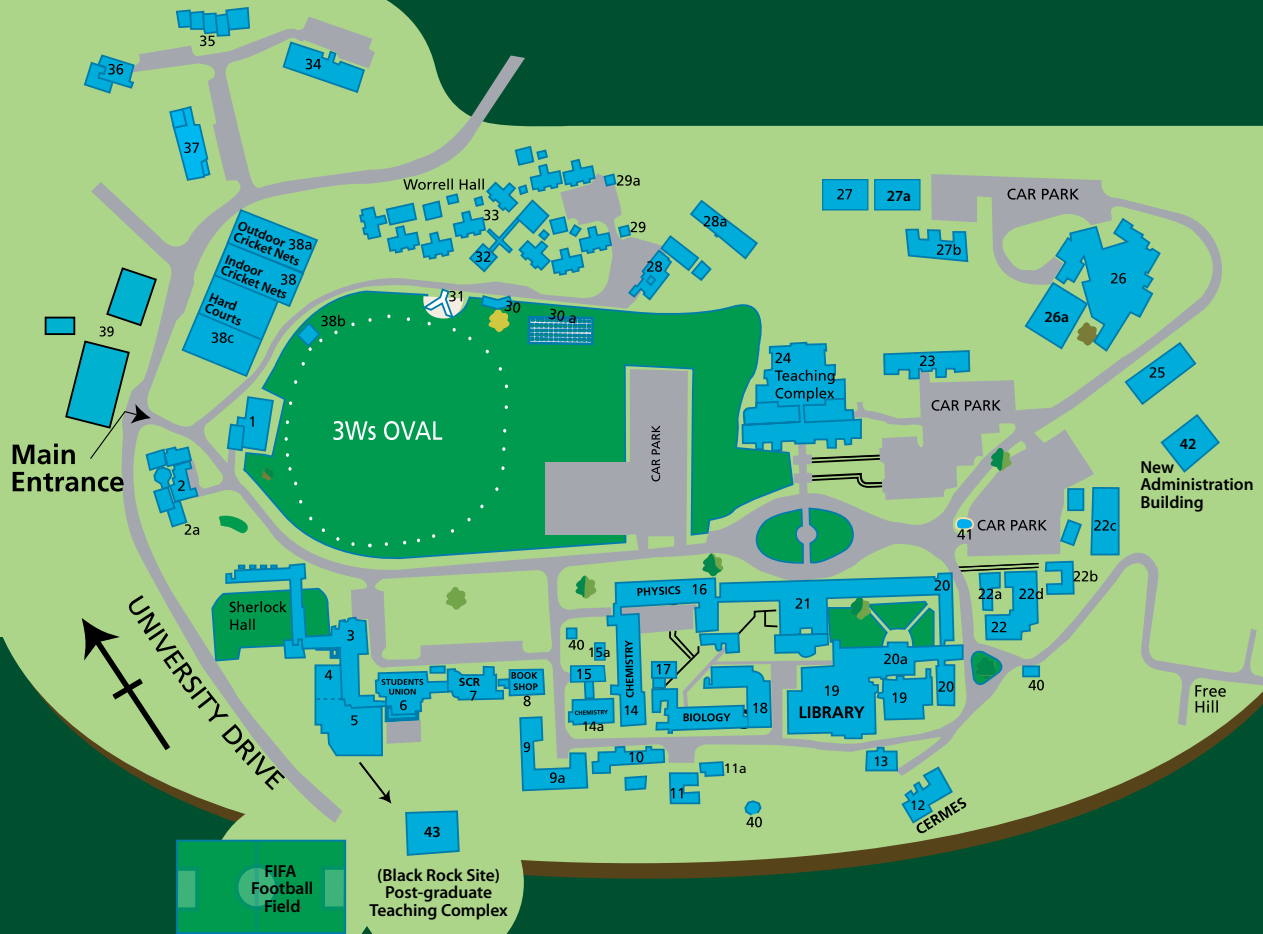 35
36
34
37
Worrell Hall
29a
33
27
27a
CAR PARK
28a
29
Outdoor
Cricket Nets 38a
27b
32
28
26
Indoor
Cricket Nets
38
Hard
Courts
38c
31
30
30 a
38b
26a
39
24
Teaching
Complex
23
25
1
3Ws OVAL
CAR PARK
CAR PARK
42
Main
Entrance
New
Administration
Building
2
2a
CAR PARK
41
22c
PHYSICS 16
20
22b
22a
22d
UNIVERSITY DRIVE
Sherlock
Hall
3
21
22
40
15a
CHEMISTRY
14
20a
4
STUDENTS
UNION
6
SCR
7
BOOK
SHOP
8
15
17
19
LIBRARY
19
20
40
Free
Hill
5
CHEMISTRY
14a
BIOLOGY
18
9
9a
10
11a
11
13
12
CERMES
40
43
(Black Rock Site)
Post-graduate
Teaching Complex
FIFA
Football
Field